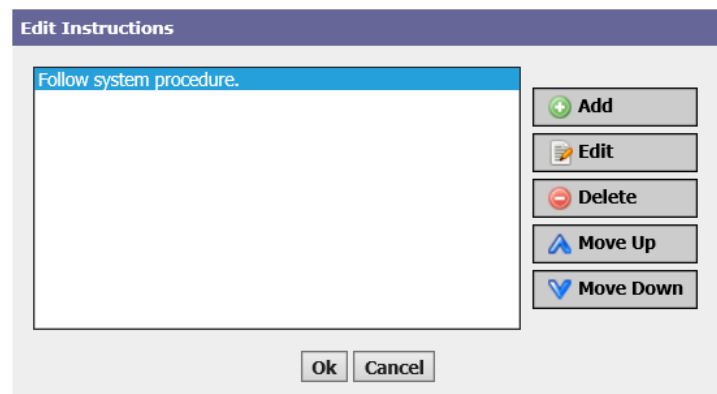 Edit Instructions
Follow system procedure.
Add
Edit
Delete
Move Up
Move Down
Ok Cancel